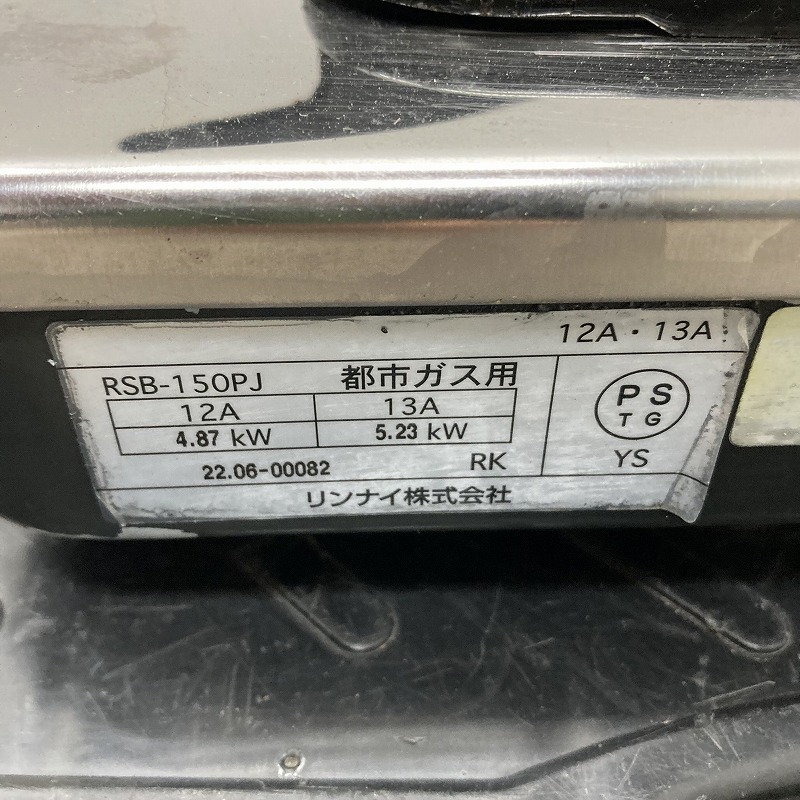 12A・13A
RSB-150PJ 都市ガス用
12A 13A
4.87 kW 5.23 kW
PS
TG
22.06-00082 RK YS
リンナイ株式会社